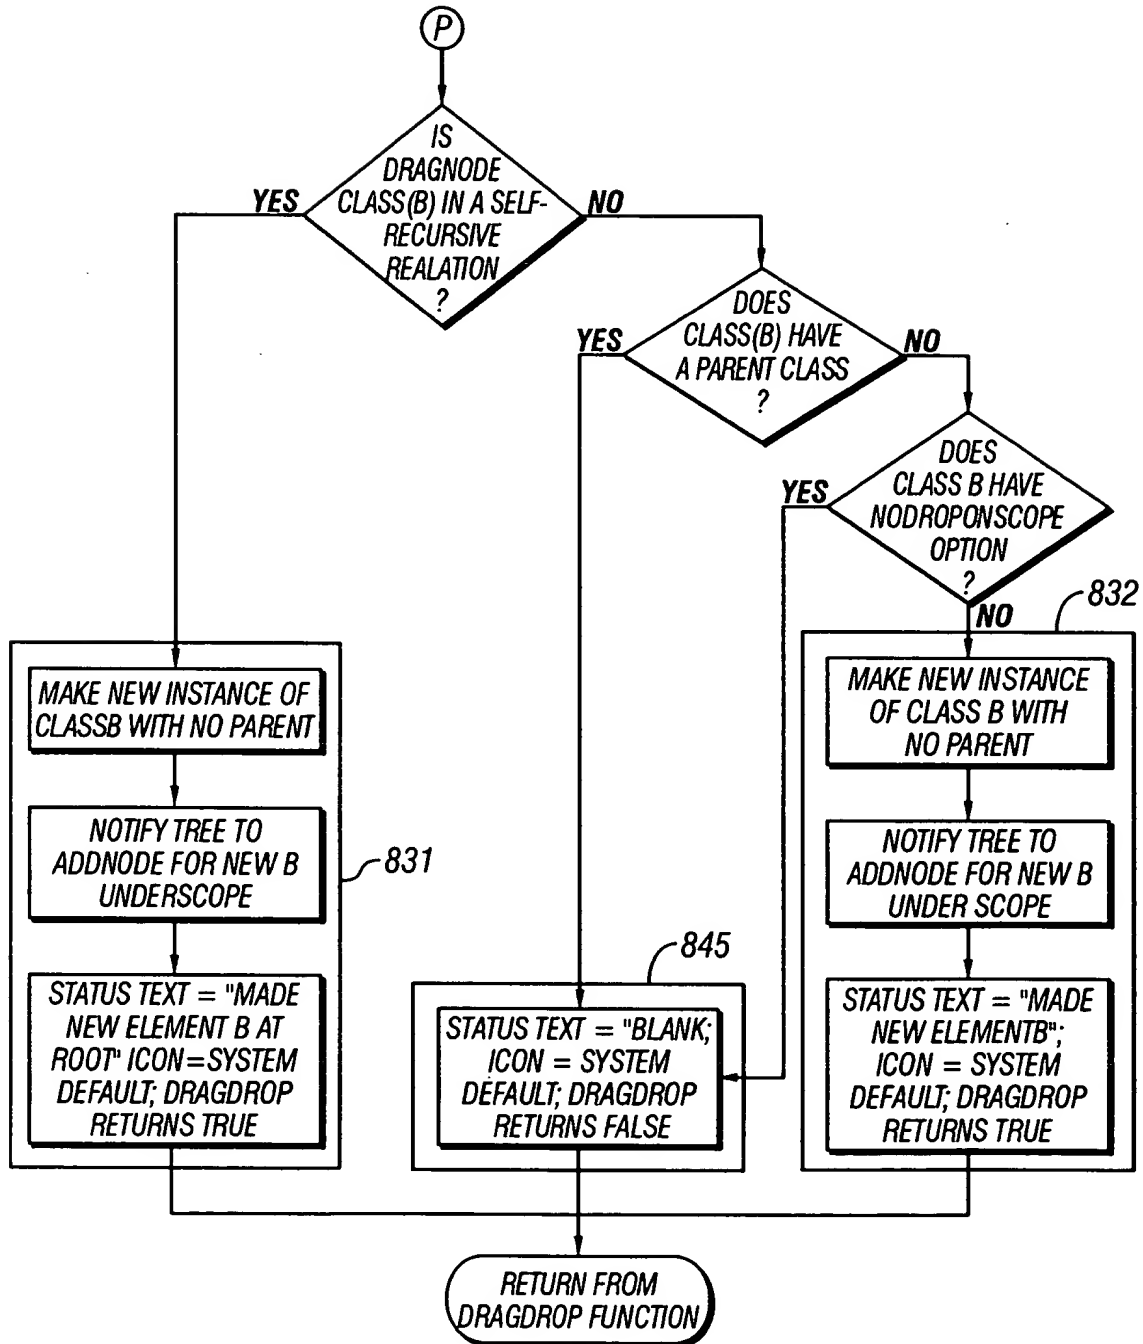 P
IS
DRAGNODE
CLASS(B) IN A SELF-
RECURSIVE
REALATION
?
YES
NO
DOES
CLASS(B) HAVE
A PARENT CLASS
?
YES
NO
DOES
CLASS B HAVE
NODROPONSCOPE
OPTION
?
YES
NO
832
MAKE NEW INSTANCE OF
CLASSB WITH NO PARENT
NOTIFY TREE TO
ADDNODE FOR NEW B
UNDERSCOPE
STATUS TEXT = "MADE
NEW ELEMENT B AT
ROOT" ICON=SYSTEM
DEFAULT; DRAGDROP
RETURNS TRUE
831
845
STATUS TEXT = "BLANK;
ICON = SYSTEM
DEFAULT; DRAGDROP
RETURNS FALSE
MAKE NEW INSTANCE
OF CLASS B WITH
NO PARENT
NOTIFY TREE TO
ADDNODE FOR NEW B
UNDER SCOPE
STATUS TEXT = "MADE
NEW ELEMENTB";
ICON = SYSTEM
DEFAULT; DRAGDROP
RETURNS TRUE
RETURN FROM
DRAGDROP FUNCTION